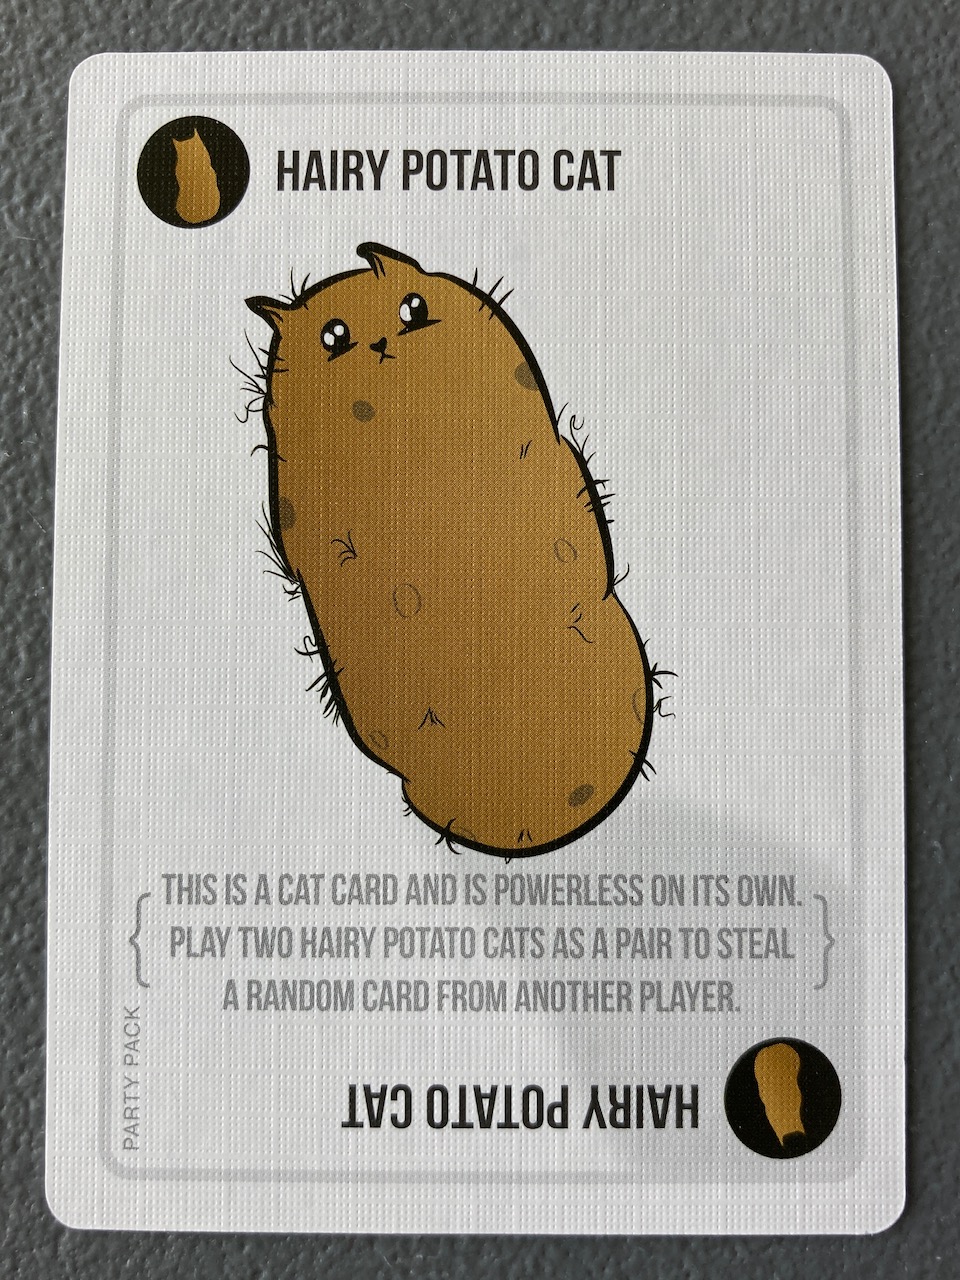 HAIRY POTATO CAT
THIS IS A CAT CARD AND IS POWERLESS ON ITS OWN.
PLAY TWO HAIRY POTATO CATS AS A PAIR TO STEAL
A RANDOM CARD FROM ANOTHER PLAYER.
PARTY PACK
HAIRY POTATO CAT